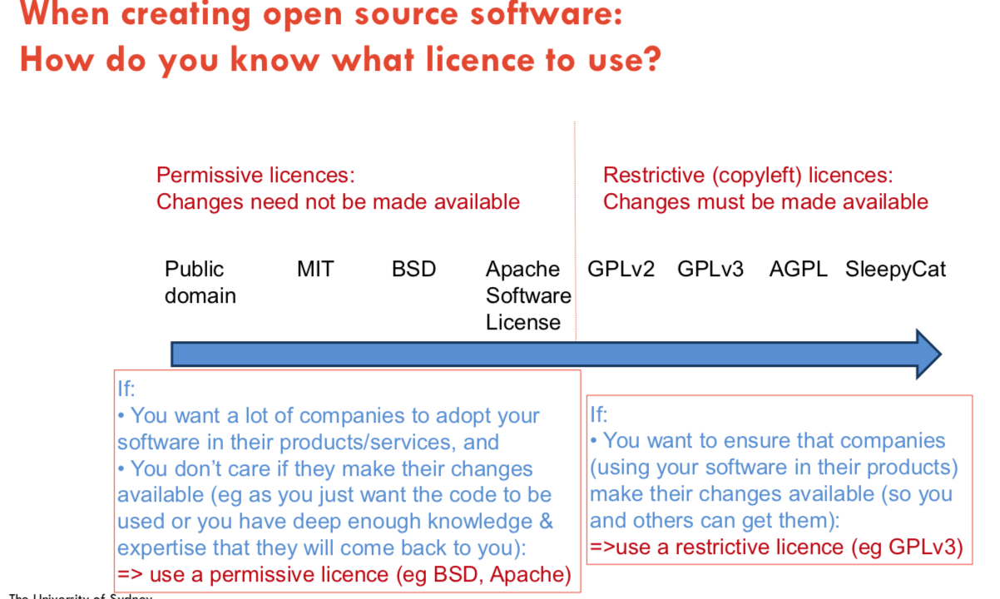 When creating open source software:
How do you know what licence to use?
Permissive licences:
Changes need not be made available
Restrictive (copyleft) licences:
Changes must be made available
Public
domain
MIT
BSD
Apache
Software
License
GPLv2
GPLv3
AGPL
SleepyCat
If:
• You want a lot of companies to adopt your
software in their products/services, and
• You don’t care if they make their changes
available (eg as you just want the code to be
used or you have deep enough knowledge &
expertise that they will come back to you):
=> use a permissive licence (eg BSD, Apache)
If:
• You want to ensure that companies
(using your software in their products)
make their changes available (so you
and others can get them):
=>use a restrictive licence (eg GPLv3)
The University of Sydney